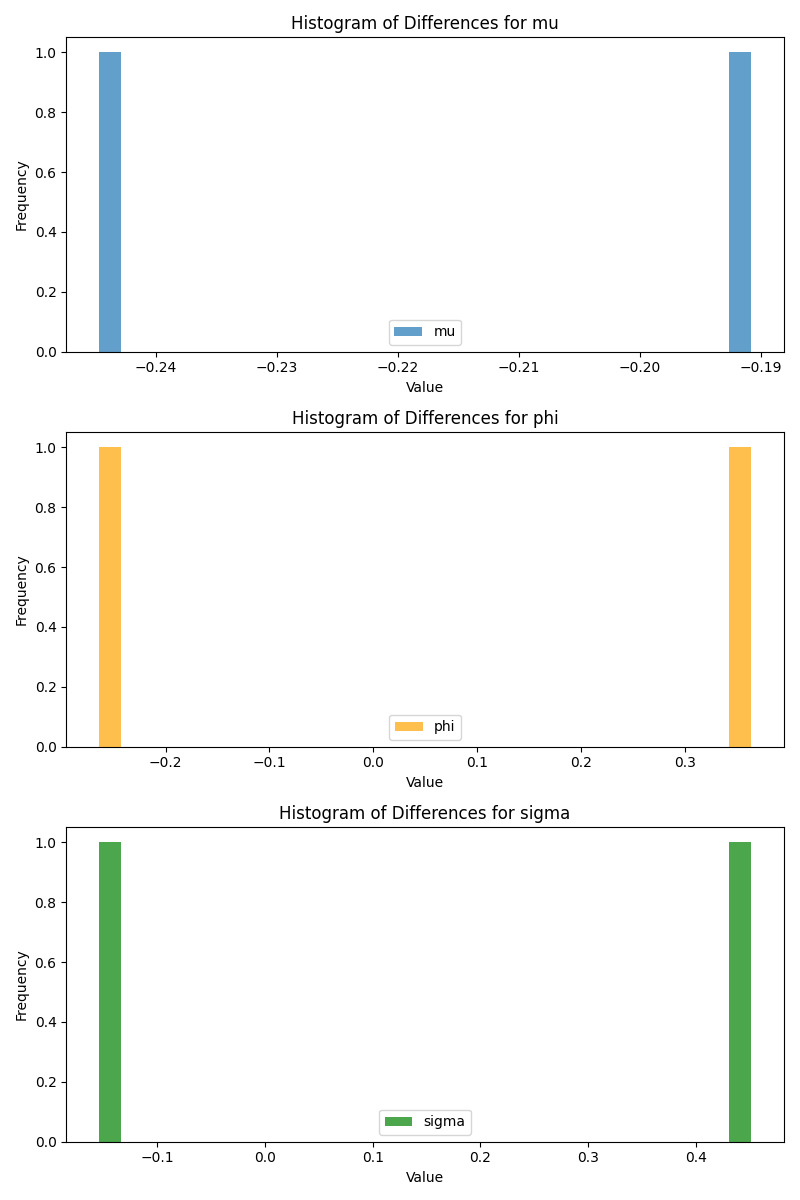 Histogram of Differences for mu
1.0
0.8
0.6
0.4
0.2
0.0
Frequency
mu
−0.24 −0.23 −0.22 −0.21 −0.20 −0.19
Value
Histogram of Differences for phi
1.0
0.8
0.6
0.4
0.2
0.0
Frequency
phi
−0.2 −0.1 0.0 0.1 0.2 0.3
Value
Histogram of Differences for sigma
1.0
0.8
0.6
0.4
0.2
0.0
Frequency
sigma
−0.1 0.0 0.1 0.2 0.3 0.4
Value